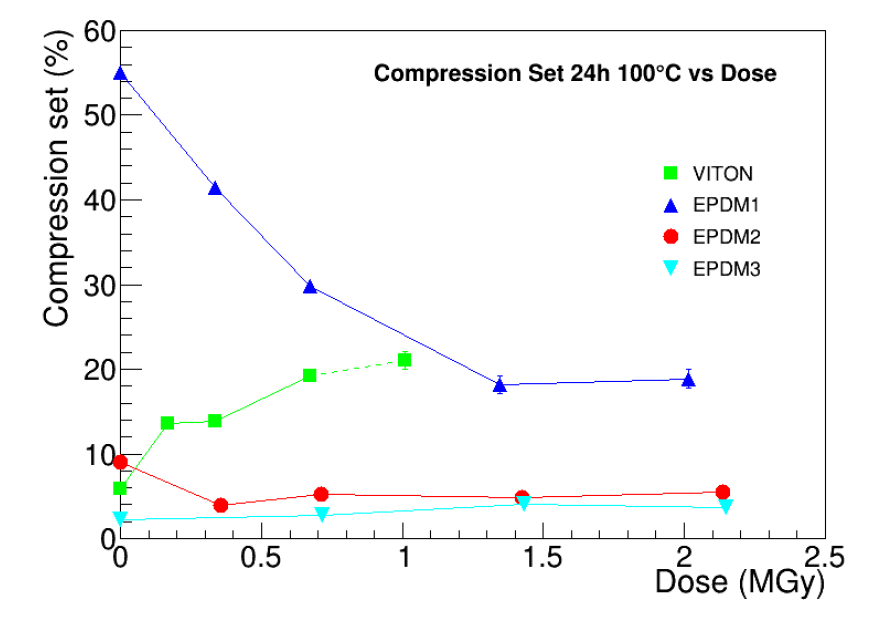 Compression Set 24h 100°C vs Dose
Compression set (%)
60
50
40
30
20
10
0
VITON
EPDM1
EPDM2
EPDM3
0 0.5 1 1.5 2 2.5
Dose (MGy)